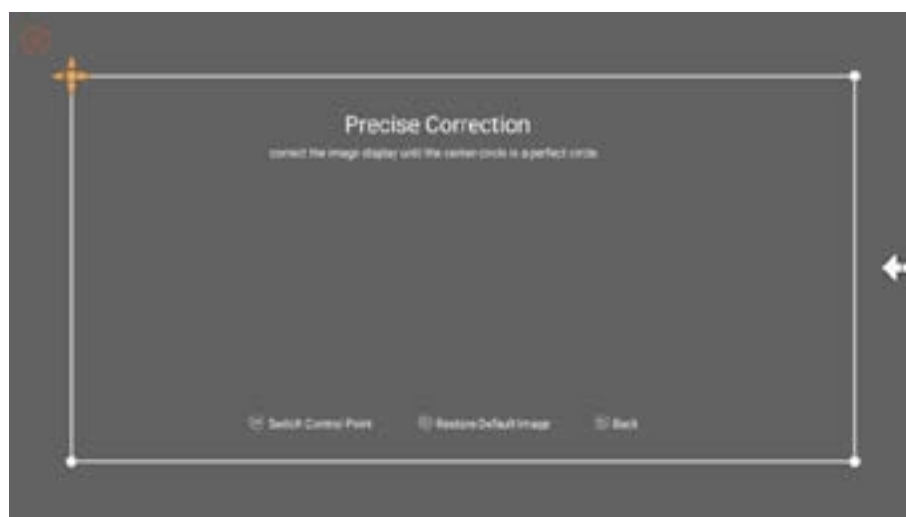 Precise Correction
correct the image display until the center circle is a perfect circle
Switch Control Point
Restore Default Image
Back